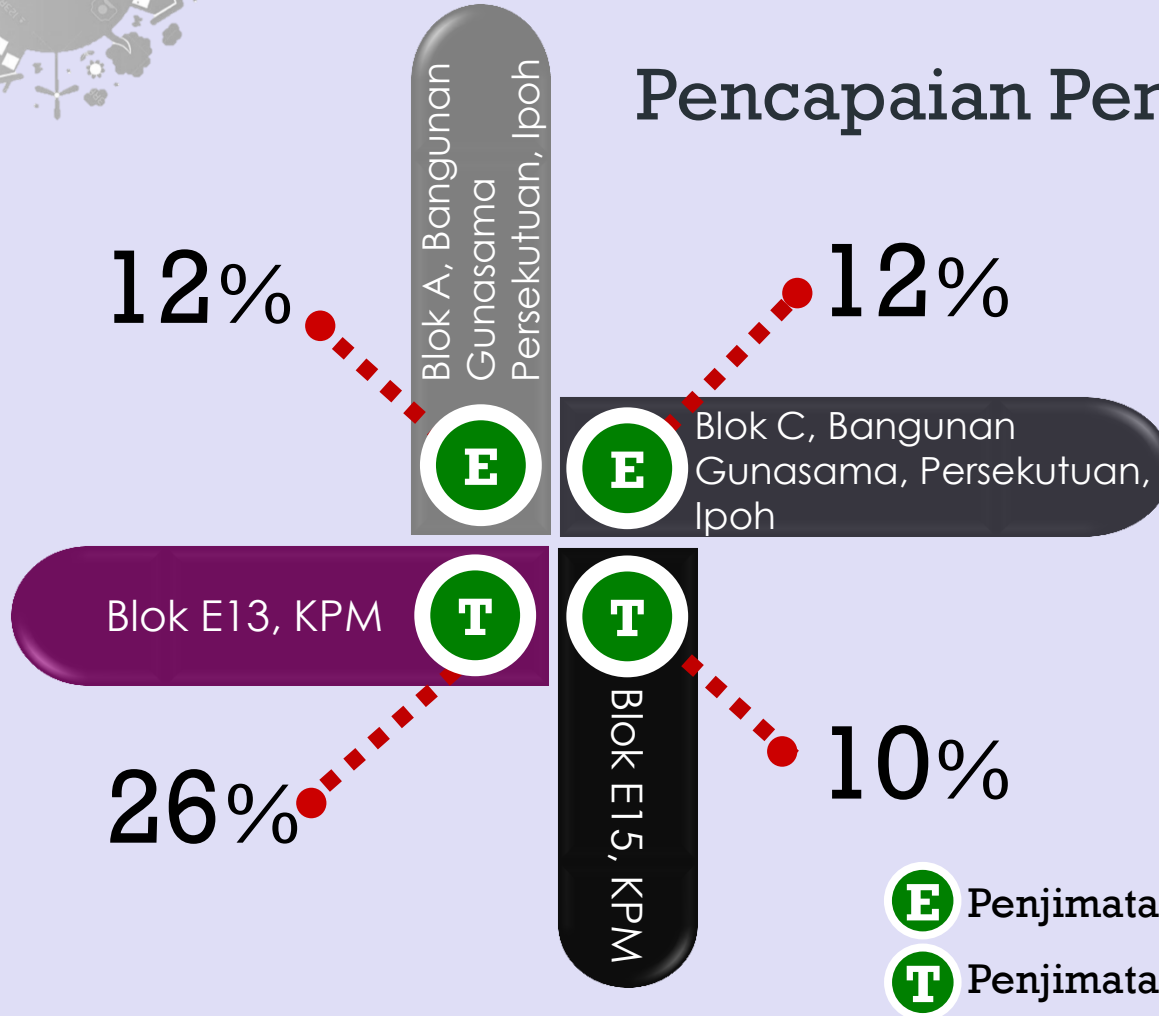 Pencapaian Pen
Blok A, Bangunan
Gunasama
Persekutuan, Ipoh
12%
12%
E
E
Blok C, Bangunan
Gunasama, Persekutuan,
Ipoh
Blok E13, KPM
T
T
Blok E15, KPM
26%
10%
E Penjimata
T Penjimata